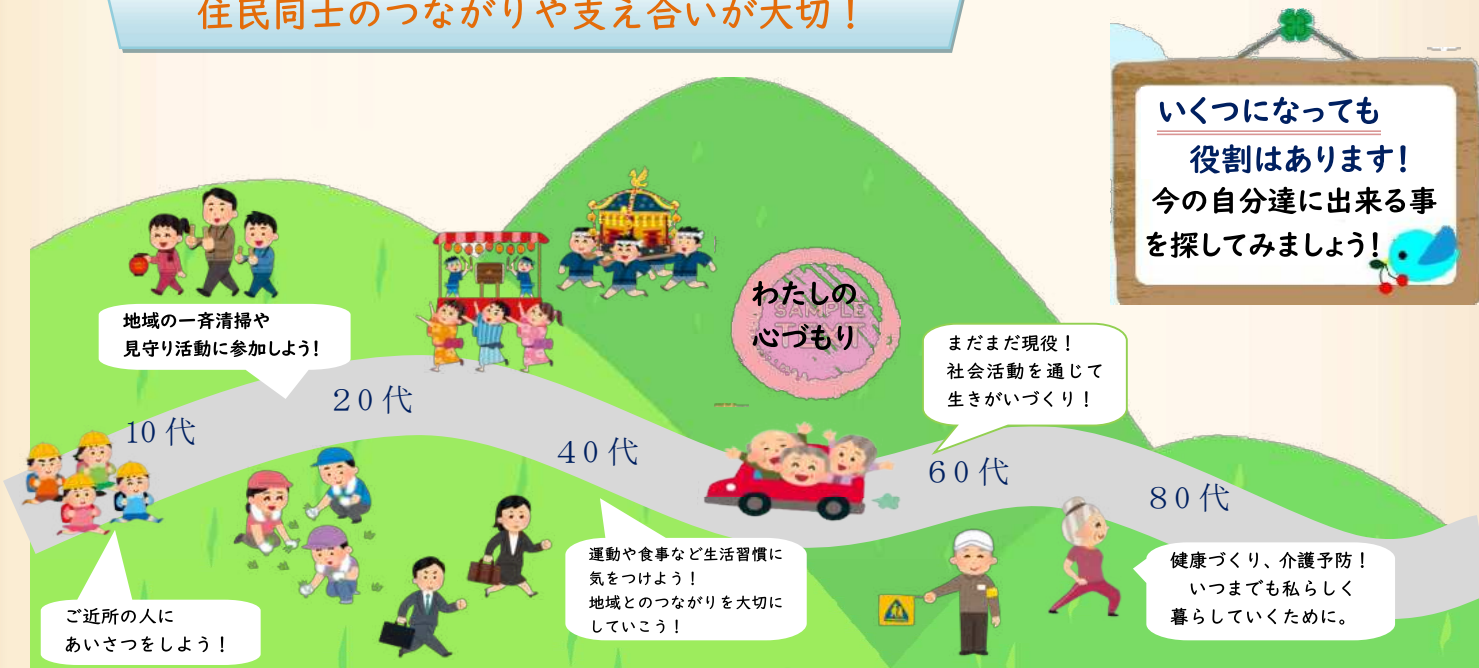 住民同士のつながりや支え合いが大切！
いくつになっても
役割はあります！
今の自分達に出来る事
を探してみましょう！
地域の一斉清掃や
見守り活動に参加しよう！
わたしの
心づもり
SAMPLE
TEXT
まだまだ現役！
社会活動を通じて
生きがいづくり！
10代
20代
40代
60代
80代
ご近所の人に
あいさつをしよう！
運動や食事など生活習慣に
気をつけよう！
地域とのつながりを大切に
していこう！
健康づくり、介護予防！
いつまでも私らしく
暮らしていくために。